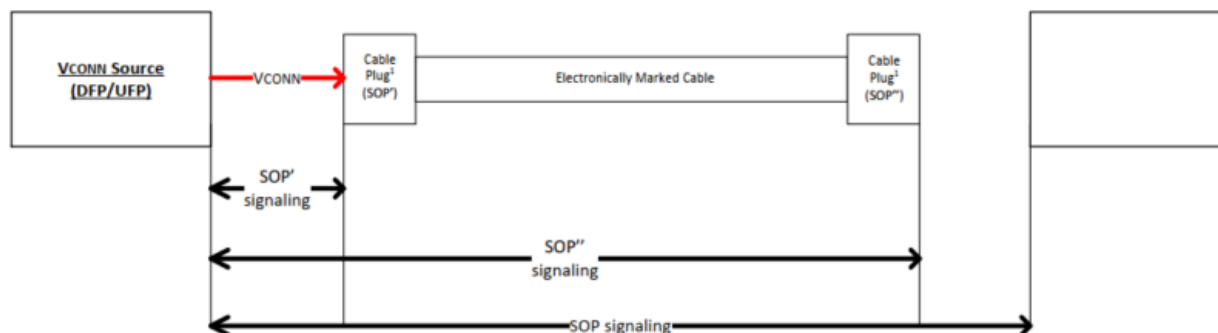 VCONN Source
(DFP/UFP)
VCONN
Cable
Plug¹
(SOP')
Electronically Marked Cable
Cable
Plug¹
(SOP'')
SOP'
signaling
SOP''
signaling
SOP signaling